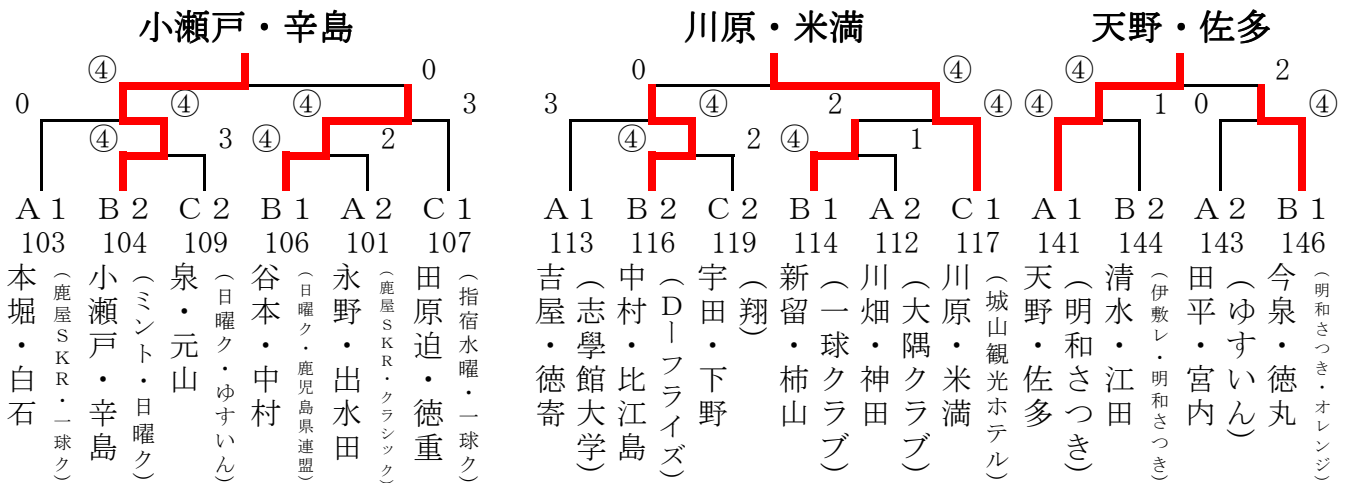 小瀬戸・辛島 川原・米満 天野・佐多
④ 0 0 ④ ④ 2
0 ④ ④ 3 3 ④ 2 ④ ④ 1 0 ④
④ 3 ④ 2 ④ 2 ④ 1
A1 B2 C2 B1 A2 C1 A1 B2 C2 B1 A2 C1 A1 B2 A2 B1
103 104 109 106 101 107 113 116 119 114 112 117 141 144 143 146
本堀・白石
(鹿屋SKR・一球ク)
小瀬戸・辛島
(ミント・日曜ク)
泉・元山
(日曜ク・ゆすいん)
谷本・中村
(日曜ク・鹿児島県連盟)
永野・出水田
(鹿屋SKR・クラシック)
田原迫・徳重
(指宿水曜・一球ク)
吉屋・徳寄
(志學館大学)
中村・比江島
(Dーフライズ)
宇田・下野
(翔)
新留・柿山
(一球クラブ)
川畑・神田
(大隅クラブ)
川原・米満
(城山観光ホテル)
天野・佐多
(明和さつき)
清水・江田
(伊敷レ・明和さつき)
田平・宮内
(ゆすいん)
今泉・徳丸
(明和さつき・オレンジ)